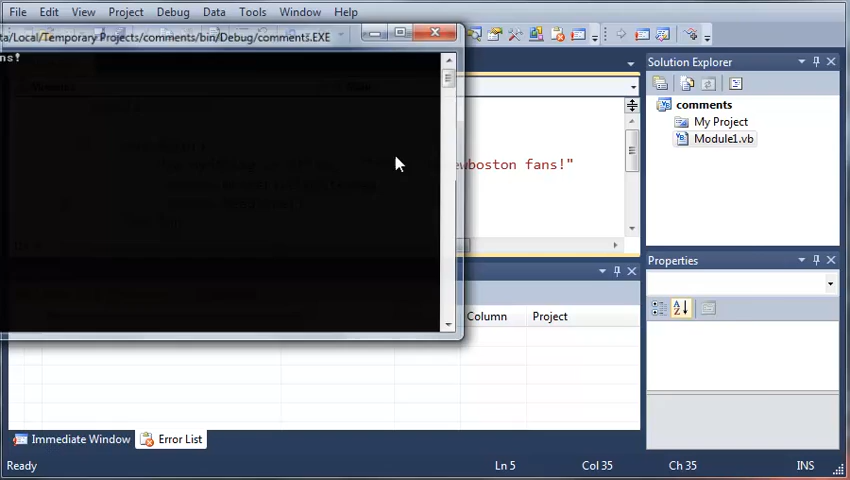 File Edit View Project Debug Data Tools Window Help
ta/Local/Temporary Projects/comments/bin/Debug/comments.EXE
ns!
Solution Explorer
comments
My Project
Module1.vb
wboston fans!"
Properties
Column Project
Immediate Window Error List
Ready Ln 5 Col 35 Ch 35 INS